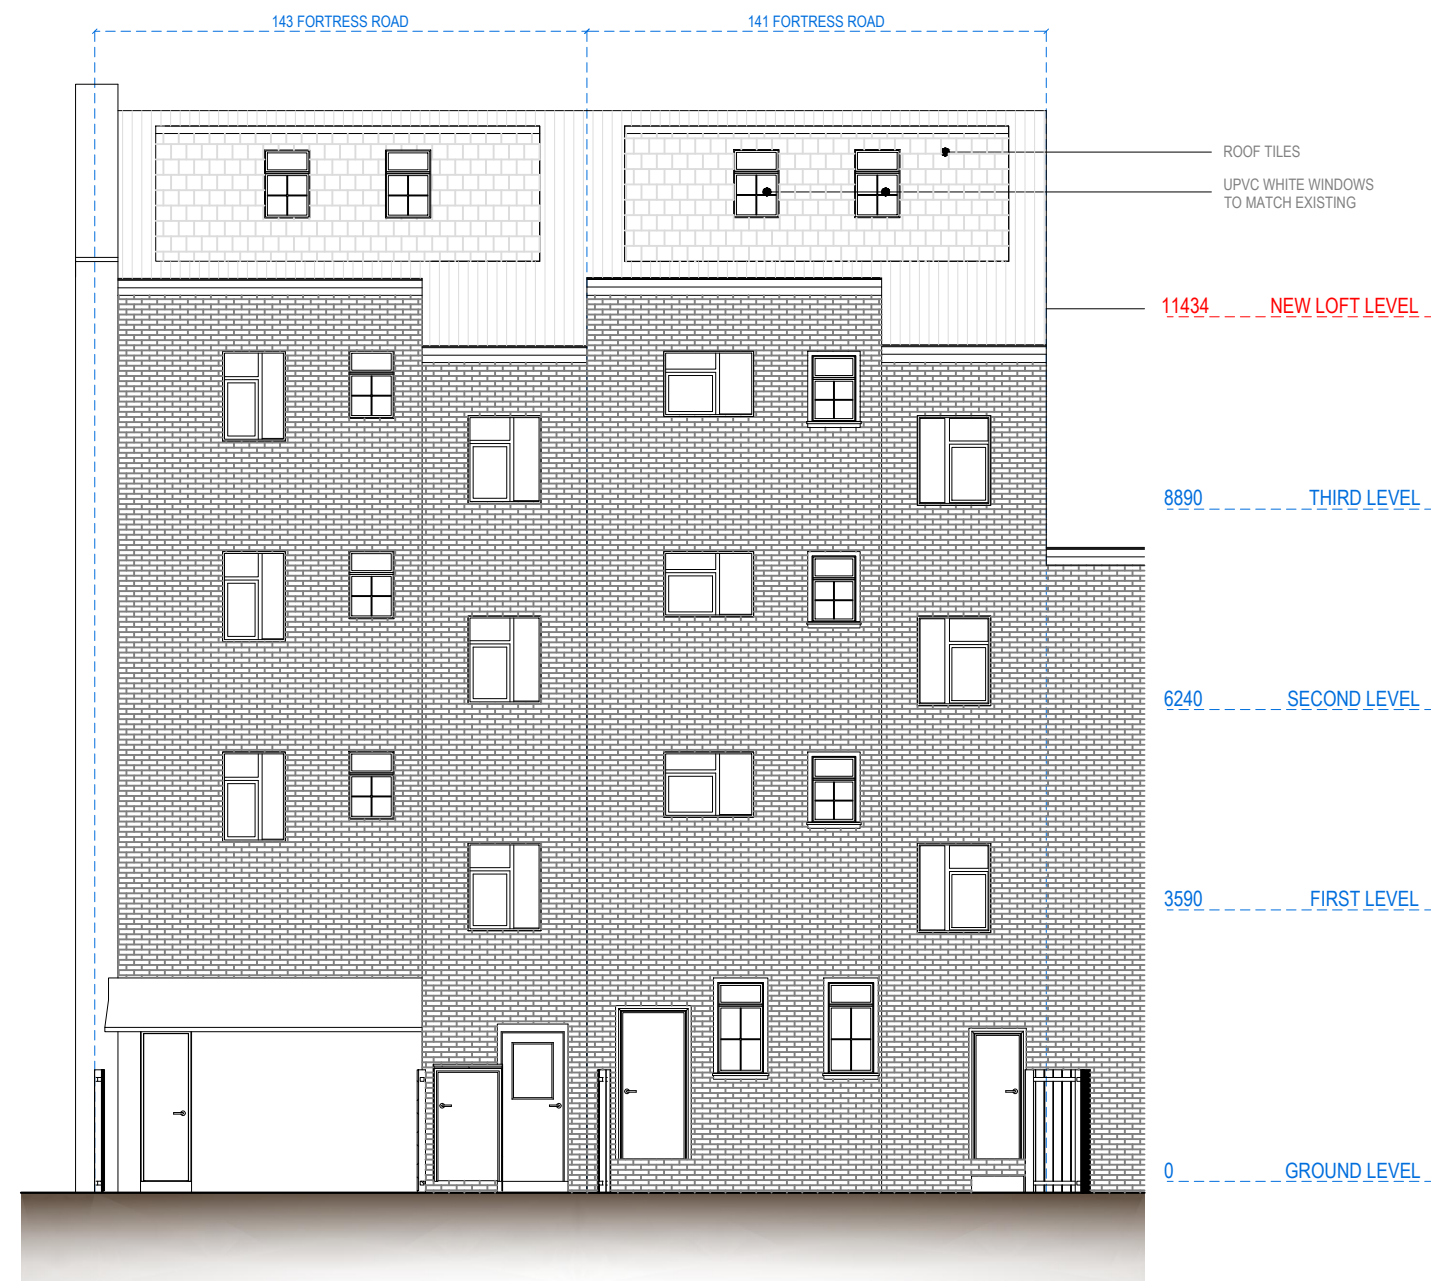 143 FORTRESS ROAD
141 FORTRESS ROAD
ROOF TILES
UPVC WHITE WINDOWS
TO MATCH EXISTING
11434 NEW LOFT LEVEL
8890 THIRD LEVEL
6240 SECOND LEVEL
3590 FIRST LEVEL
0 GROUND LEVEL